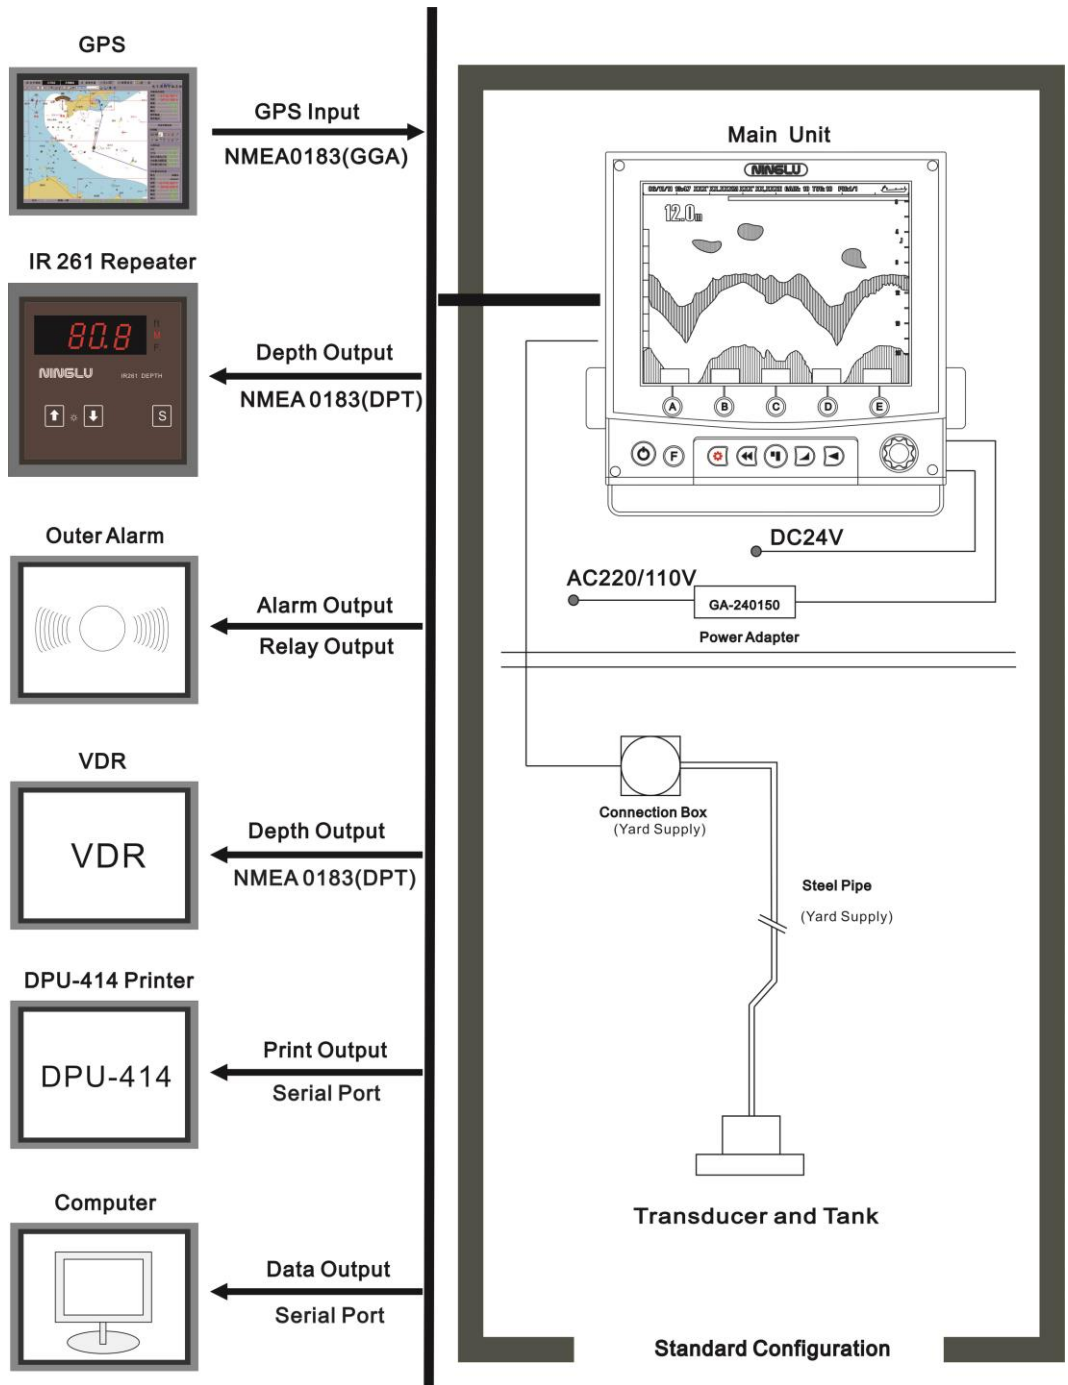 GPS
GPS Input
NMEA0183(GGA)
IR 261 Repeater
80.8
M
F
NINGLU
IR261 DEPTH
S
Depth Output
NMEA 0183(DPT)
Outer Alarm
Alarm Output
Relay Output
VDR
VDR
Depth Output
NMEA 0183(DPT)
DPU-414 Printer
DPU-414
Print Output
Serial Port
Computer
Data Output
Serial Port
Main Unit
NINGLU
12.0m
A B C D E
F
DC24V
AC220/110V
GA-240150
Power Adapter
Connection Box
(Yard Supply)
Steel Pipe
(Yard Supply)
Transducer and Tank
Standard Configuration